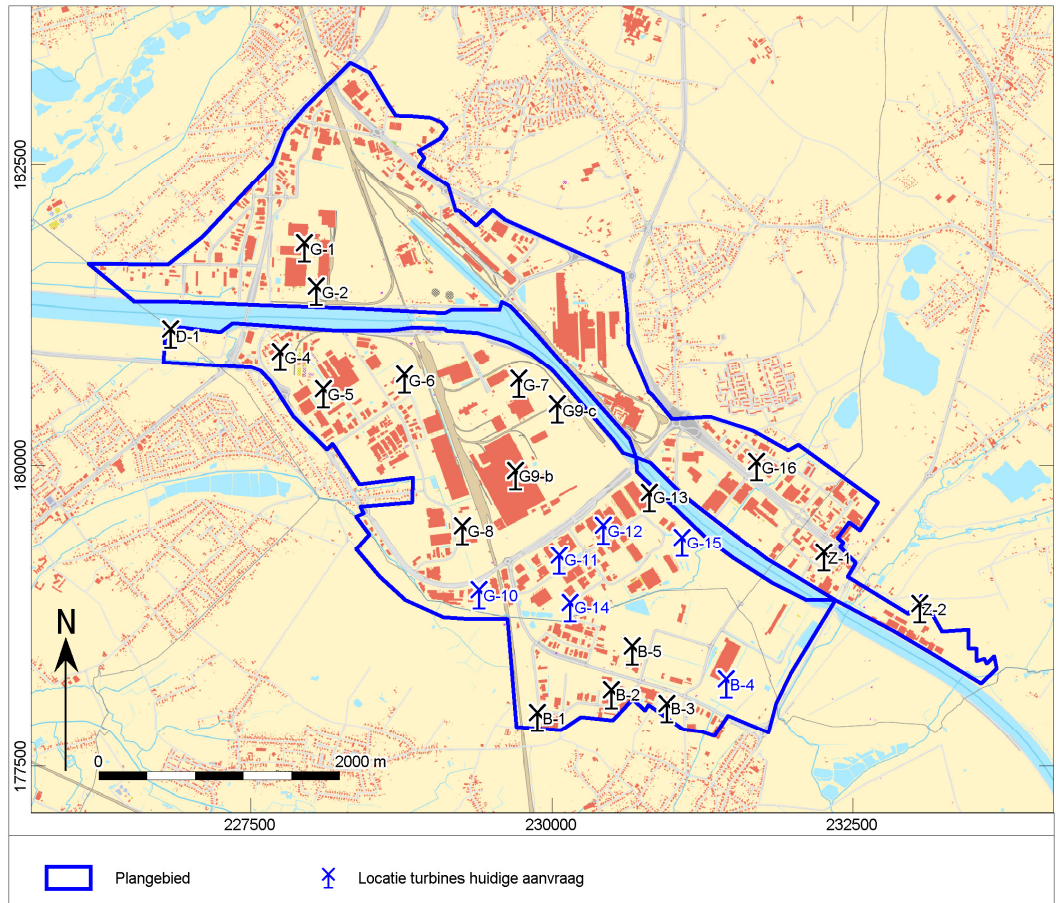 182500
G-1
G-2
D-1
G-4
G-6
G-5
G-7
G9-c
180000
G-16
G9-b
G-13
G-8
G-12
G-15
G-11
Z-1
G-10
G-14
Z-2
N
B-5
B-4
B-2
B-3
B-1
177500
0 2000 m
227500 230000 232500
Plangebied Locatie turbines huidige aanvraag